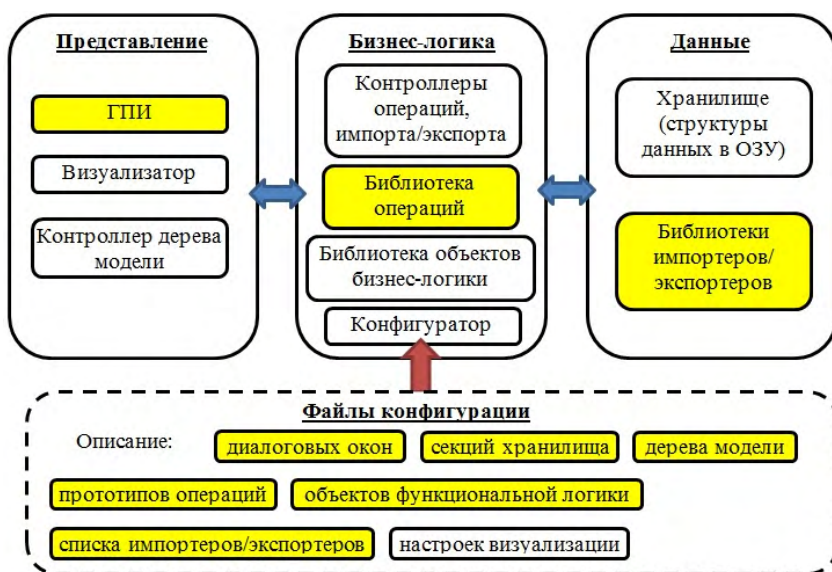 Представление
ГПИ
Визуализатор
Контроллер дерева
модели
Бизнес-логика
Контроллеры
операций,
импорта/экспорта
Библиотека
операций
Библиотека объектов
бизнес-логики
Конфигуратор
Данные
Хранилище
(структуры
данных в ОЗУ)
Библиотеки
импортеров/
экспортеров
Файлы конфигурации
Описание: диалоговых окон секций хранилища дерева модели
прототипов операций объектов функциональной логики
списка импортеров/экспортеров настроек визуализации